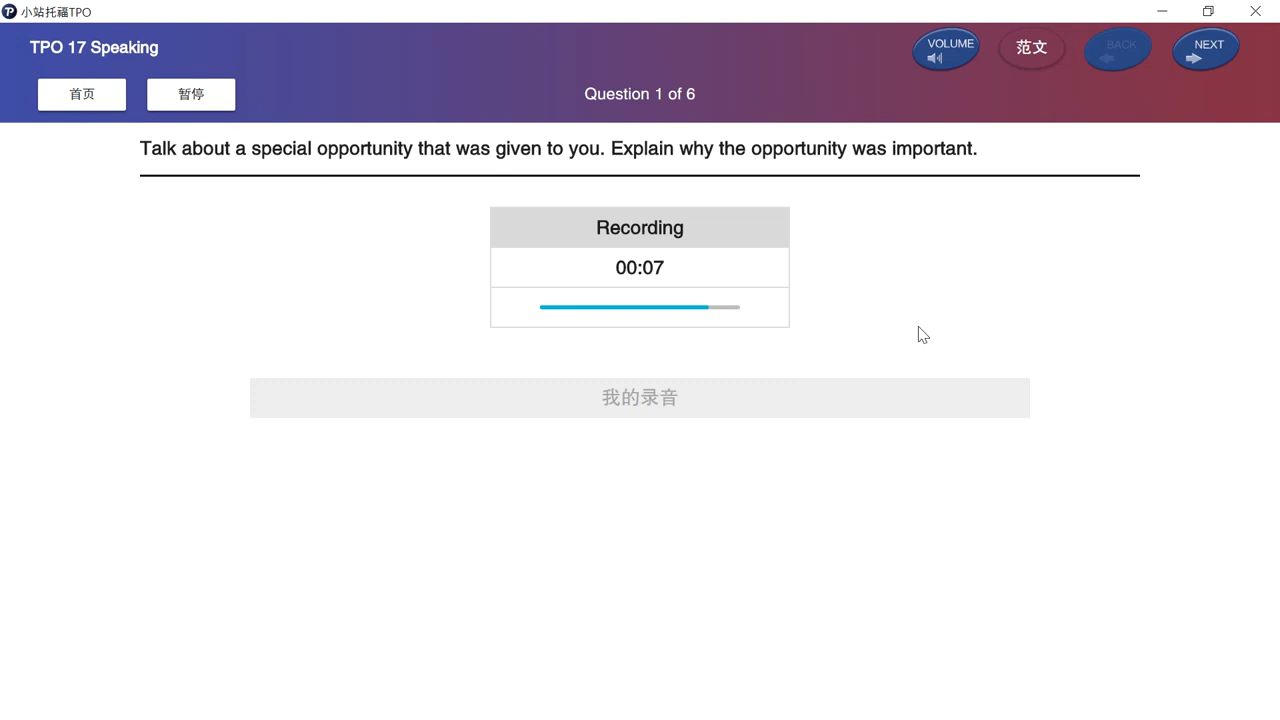 小站托福TPO
TPO 17 Speaking
VOLUME
范文
BACK
NEXT
首页
暂停
Question 1 of 6
Talk about a special opportunity that was given to you. Explain why the opportunity was important.
Recording
00:07
我的录音